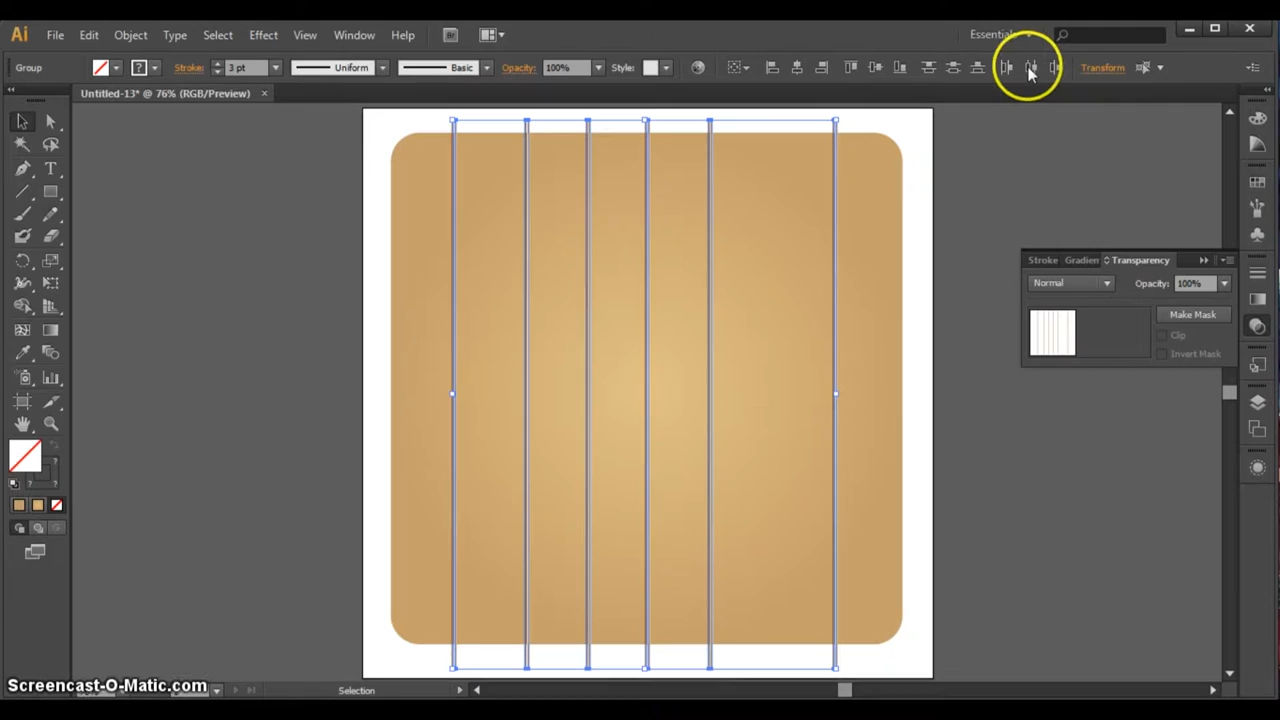 Ai File Edit Object Type Select Effect View Window Help Br Essentials
Group Stroke: 3 pt Uniform Basic Opacity: 100% Style: Transform
Untitled-13* @ 76% (RGB/Preview) ×
Stroke Gradien Transparency
Normal Opacity: 100%
Make Mask
Clip
Invert Mask
T
? ?
Screencast-O-Matic.com Selection